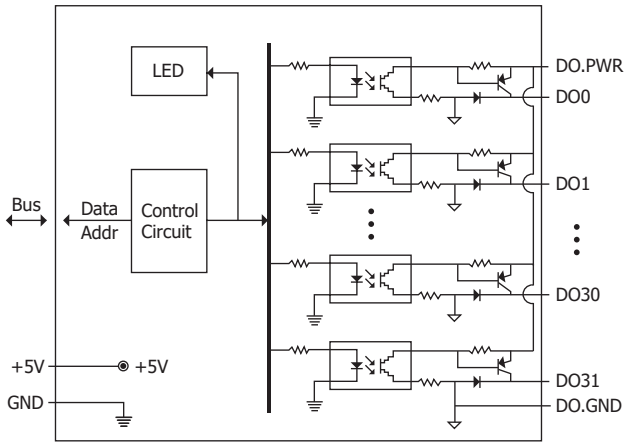 LED
DO.PWR
DO0
DO1
Bus
Data
Addr
Control
Circuit
DO30
+5V
+5V
DO31
GND
DO.GND